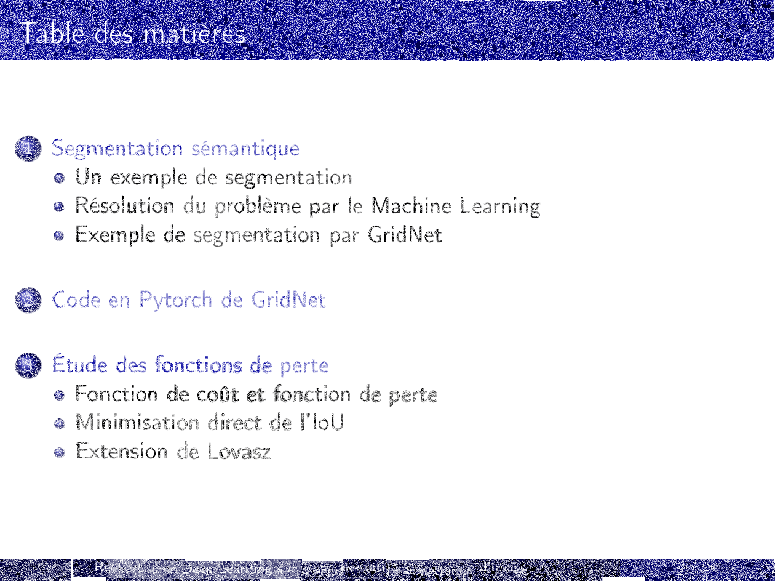 Table des matières
1 Segmentation sémantique
Un exemple de segmentation
Résolution du problème par le Machine Learning
Exemple de segmentation par GridNet
2 Code en Pytorch de GridNet
3 Étude des fonctions de perte
Fonction de coût et fonction de perte
Minimisation direct de l'IoU
Extension de Lovasz